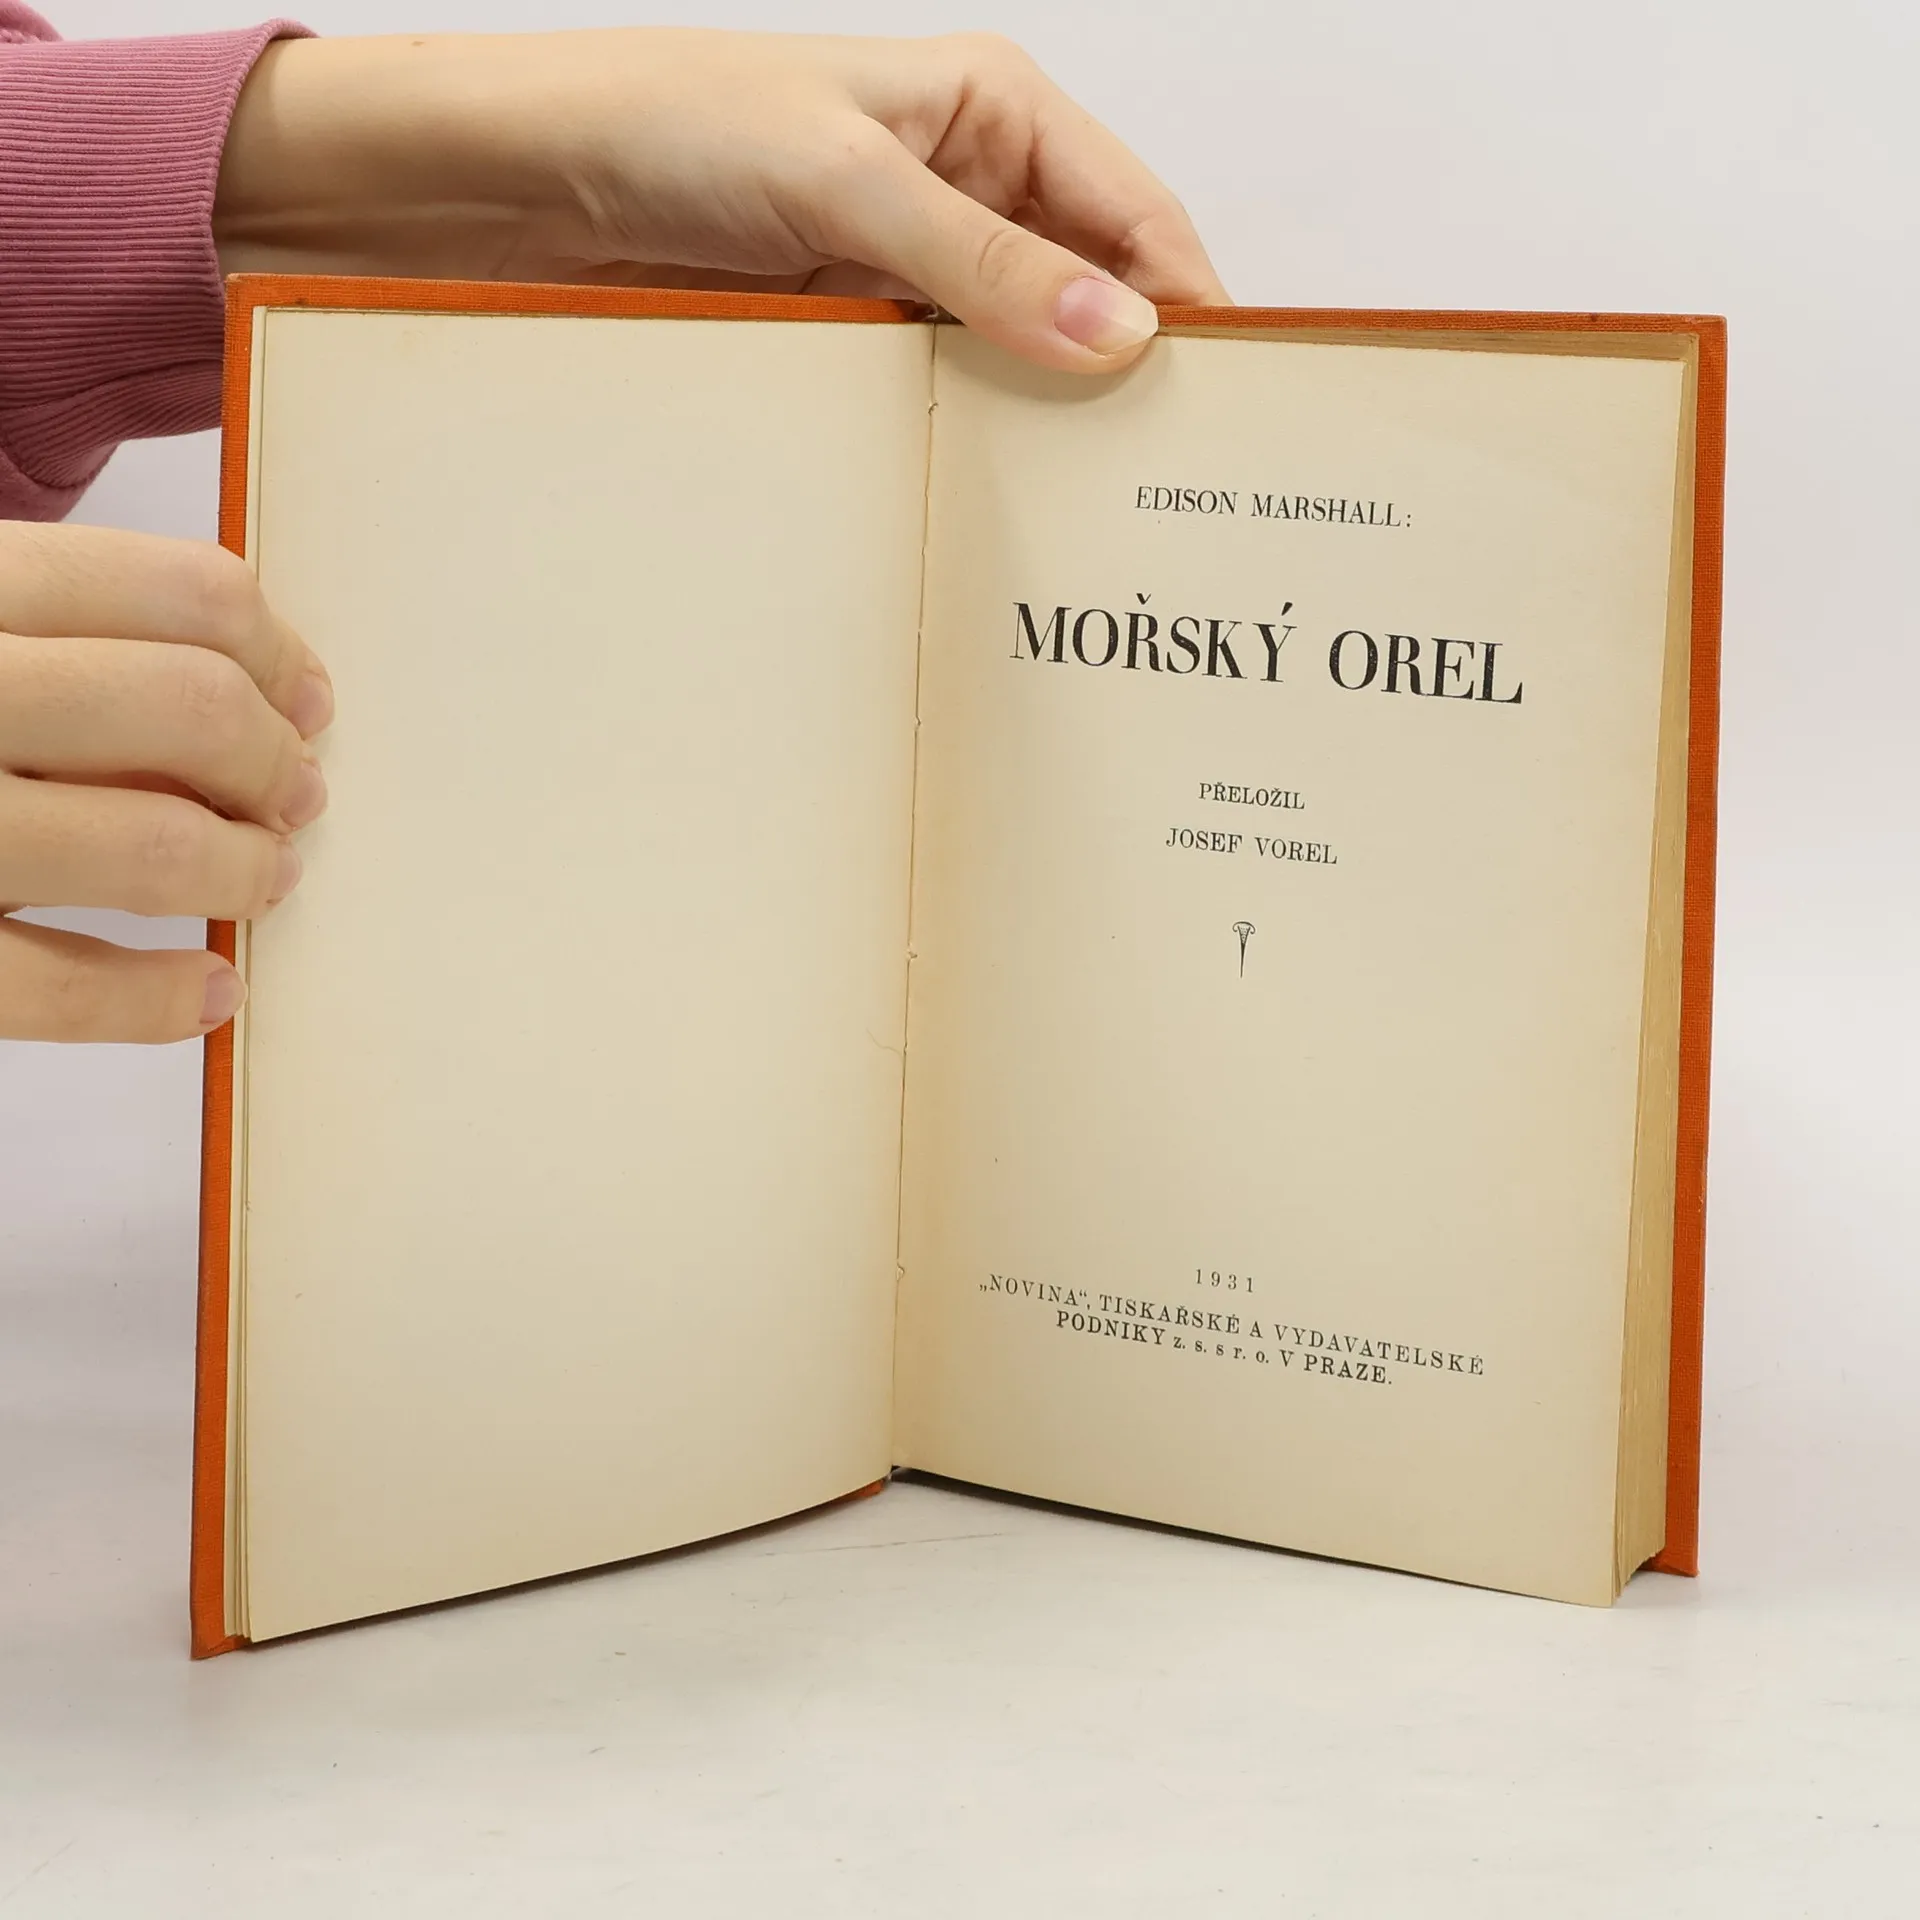 EDISON MARSHALL:
MOŘSKÝ OREL
PŘELOŽIL
JOSEF VOREL
1931
„NOVINA“, TISKAŘSKÉ A VYDAVATELSKÉ
PODNIKY z. s. s r. o. V PRAZE.